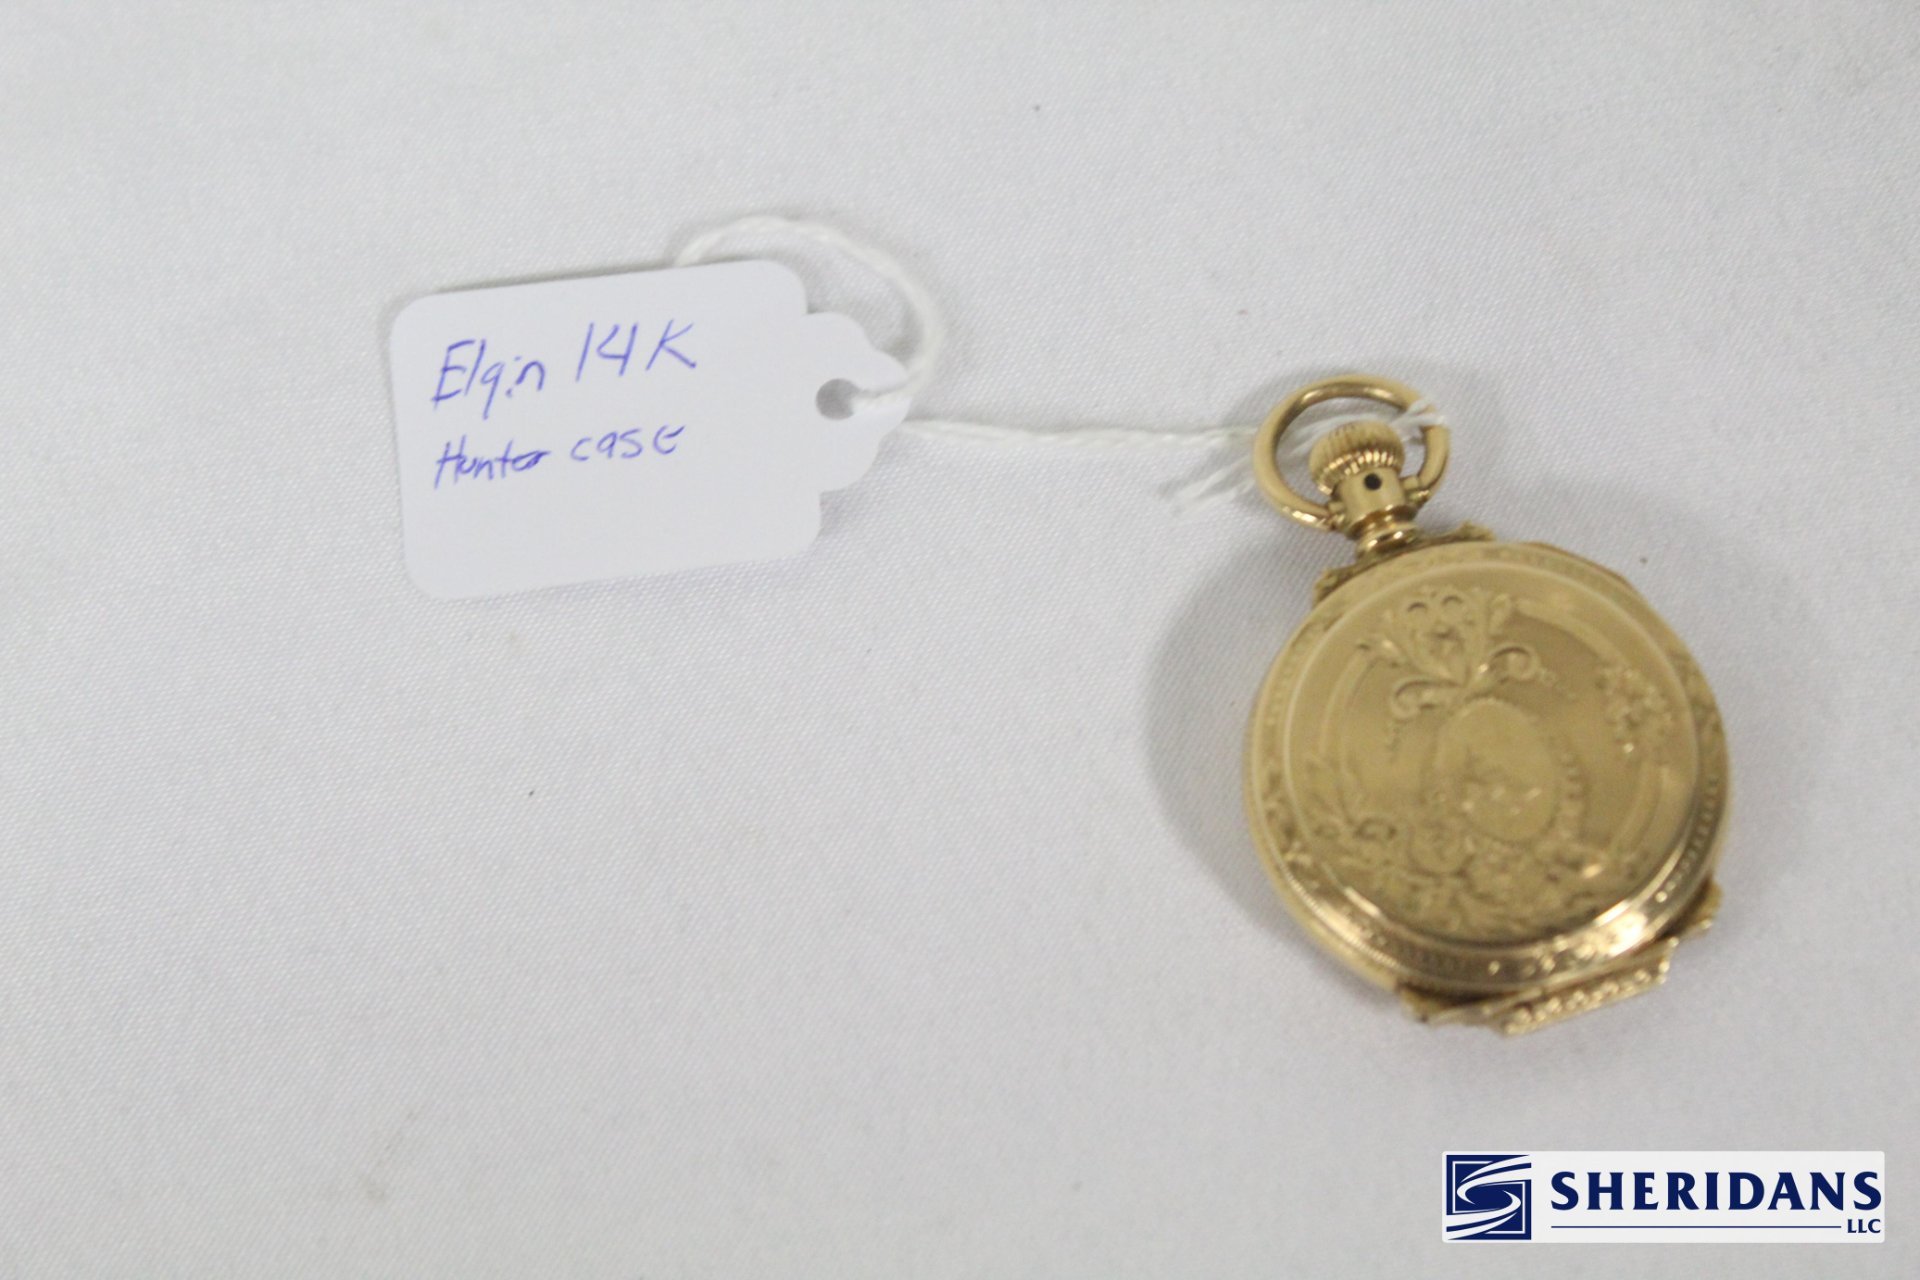 Elgin 14K
Hunter case
SHERIDANS
LLC